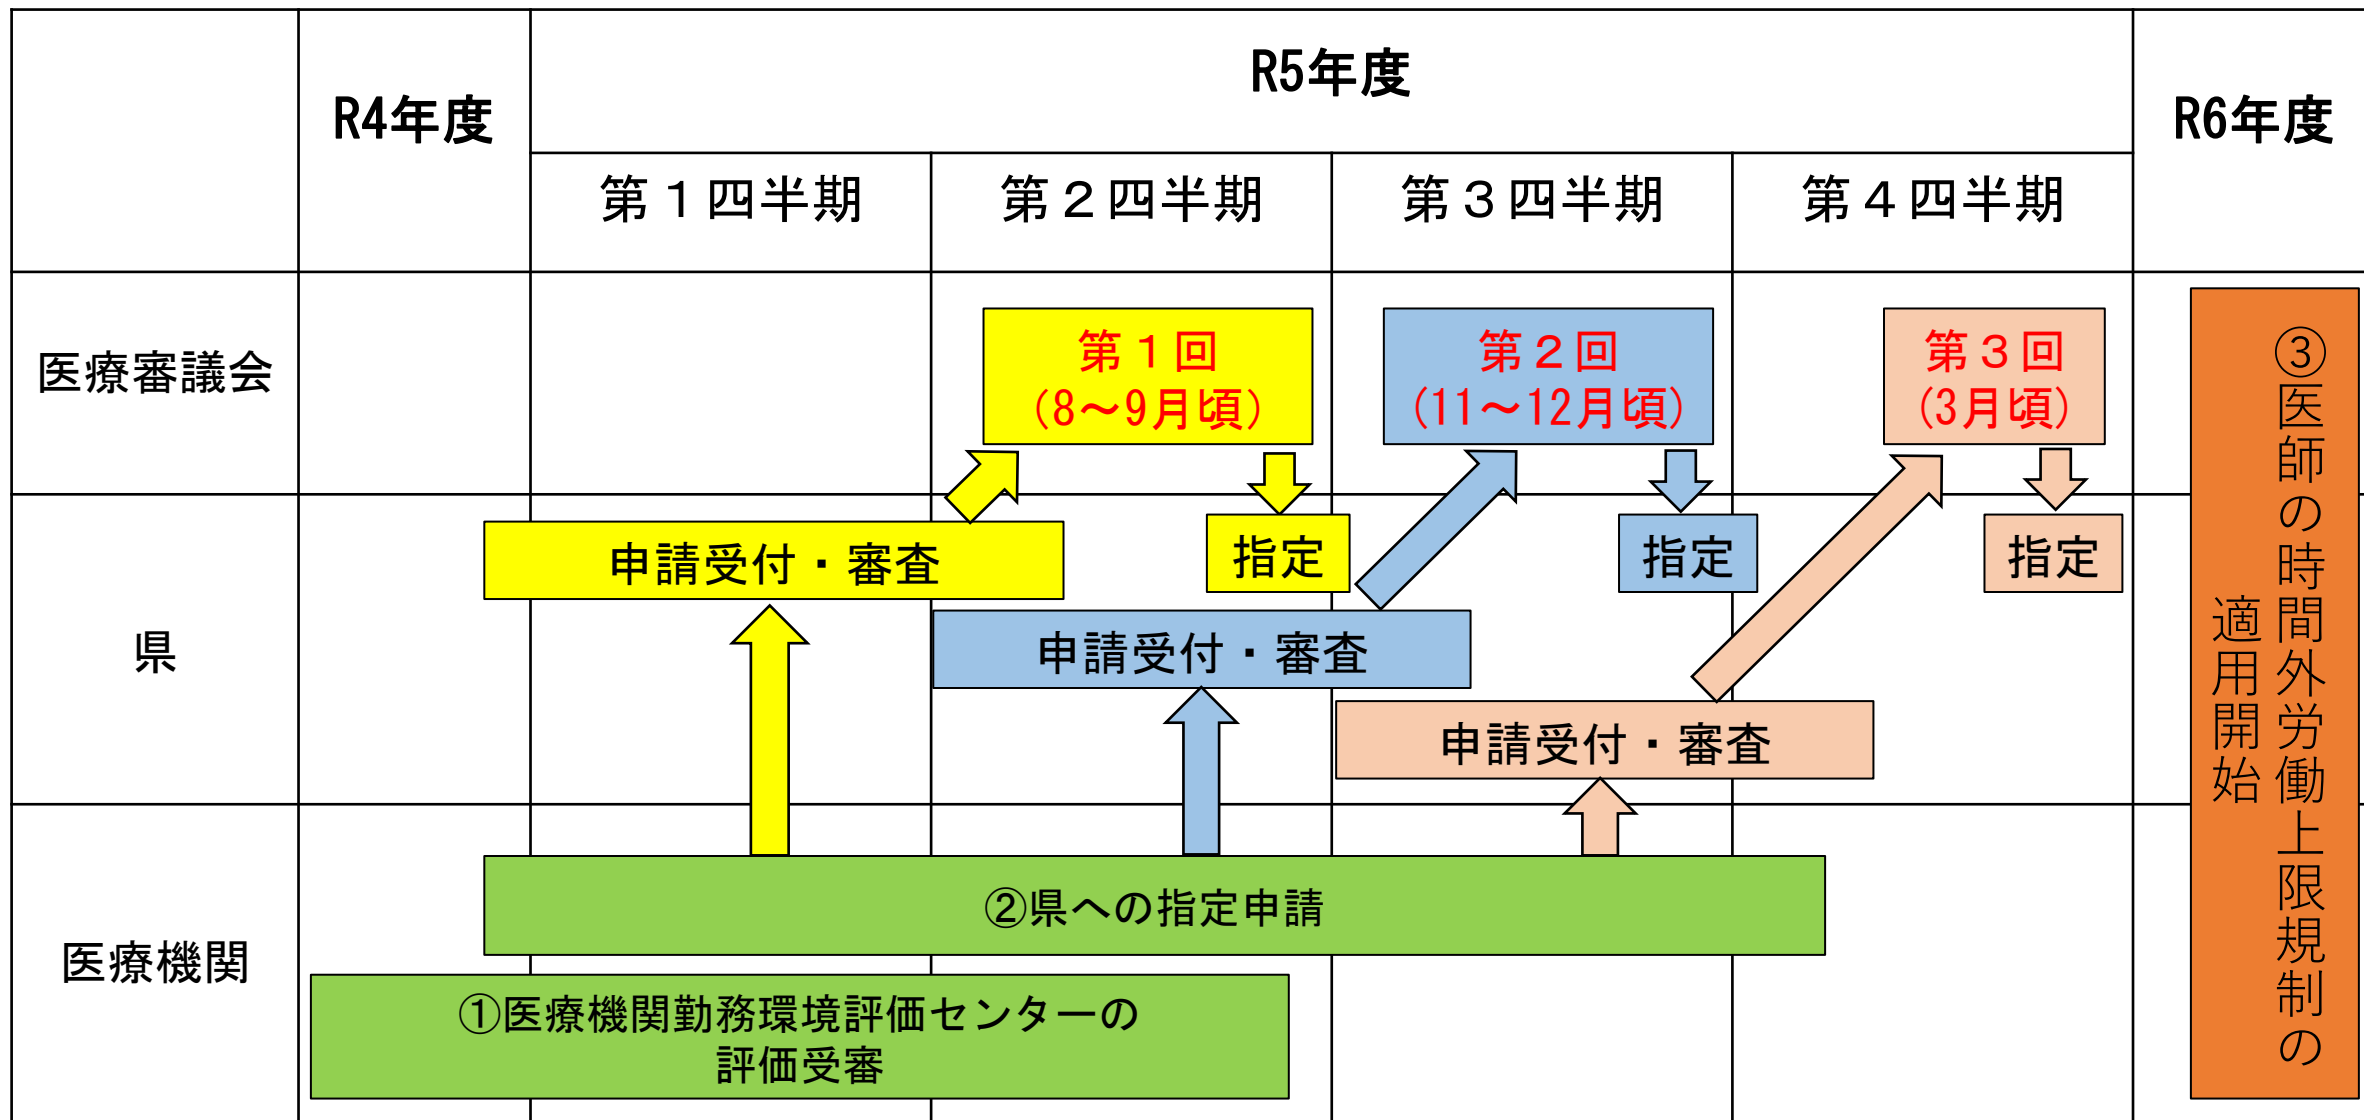 R4年度
R5年度
R6年度
第１四半期
第２四半期
第３四半期
第４四半期
医療審議会
第１回
(8～9月頃)
第２回
(11～12月頃)
第３回
(3月頃)
県
申請受付・審査
指定
申請受付・審査
指定
申請受付・審査
指定
医療機関
②県への指定申請
①医療機関勤務環境評価センターの
評価受審
③医師の時間外労働上限規制の
適用開始